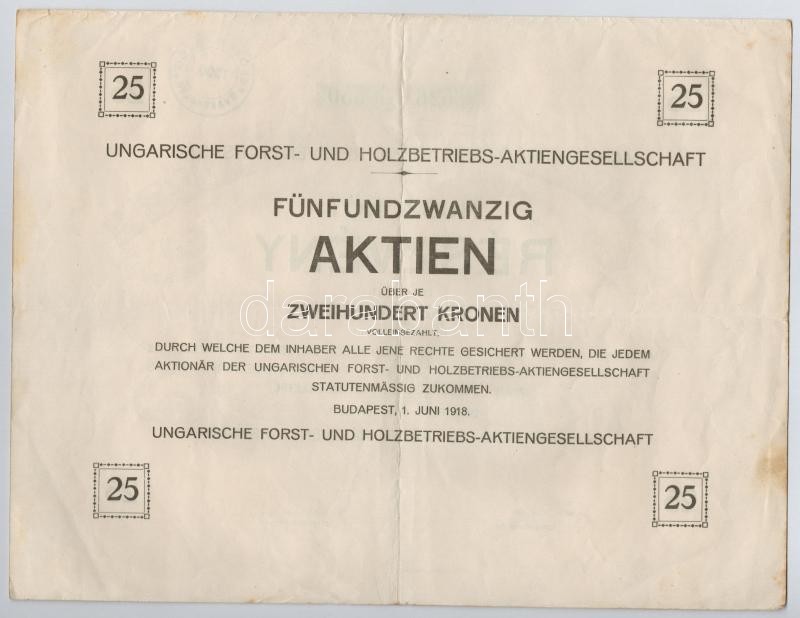 25
25
UNGARISCHE FORST- UND HOLZBETRIEBS-AKTIENGESELLSCHAFT
FÜNFUNDZWANZIG
AKTIEN
ÜBER JE
ZWEIHUNDERT KRONEN
darabanth
VOLLEINBEZAHLT,
DURCH WELCHE DEM INHABER ALLE JENE RECHTE GESICHERT WERDEN, DIE JEDEM
AKTIONÄR DER UNGARISCHEN FORST- UND HOLZBETRIEBS-AKTIENGESELLSCHAFT
STATUTENMÄSSIG ZUKOMMEN.
BUDAPEST, 1. JUNI 1918.
UNGARISCHE FORST- UND HOLZBETRIEBS-AKTIENGESELLSCHAFT
25
25